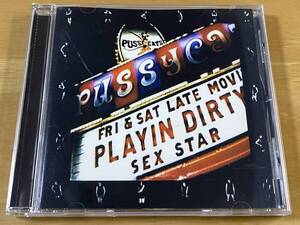 PUSSYCAT
PUSSYCA
FRI & SAT LATE MOVI
PLAYIN DIRTY
SEX STAR